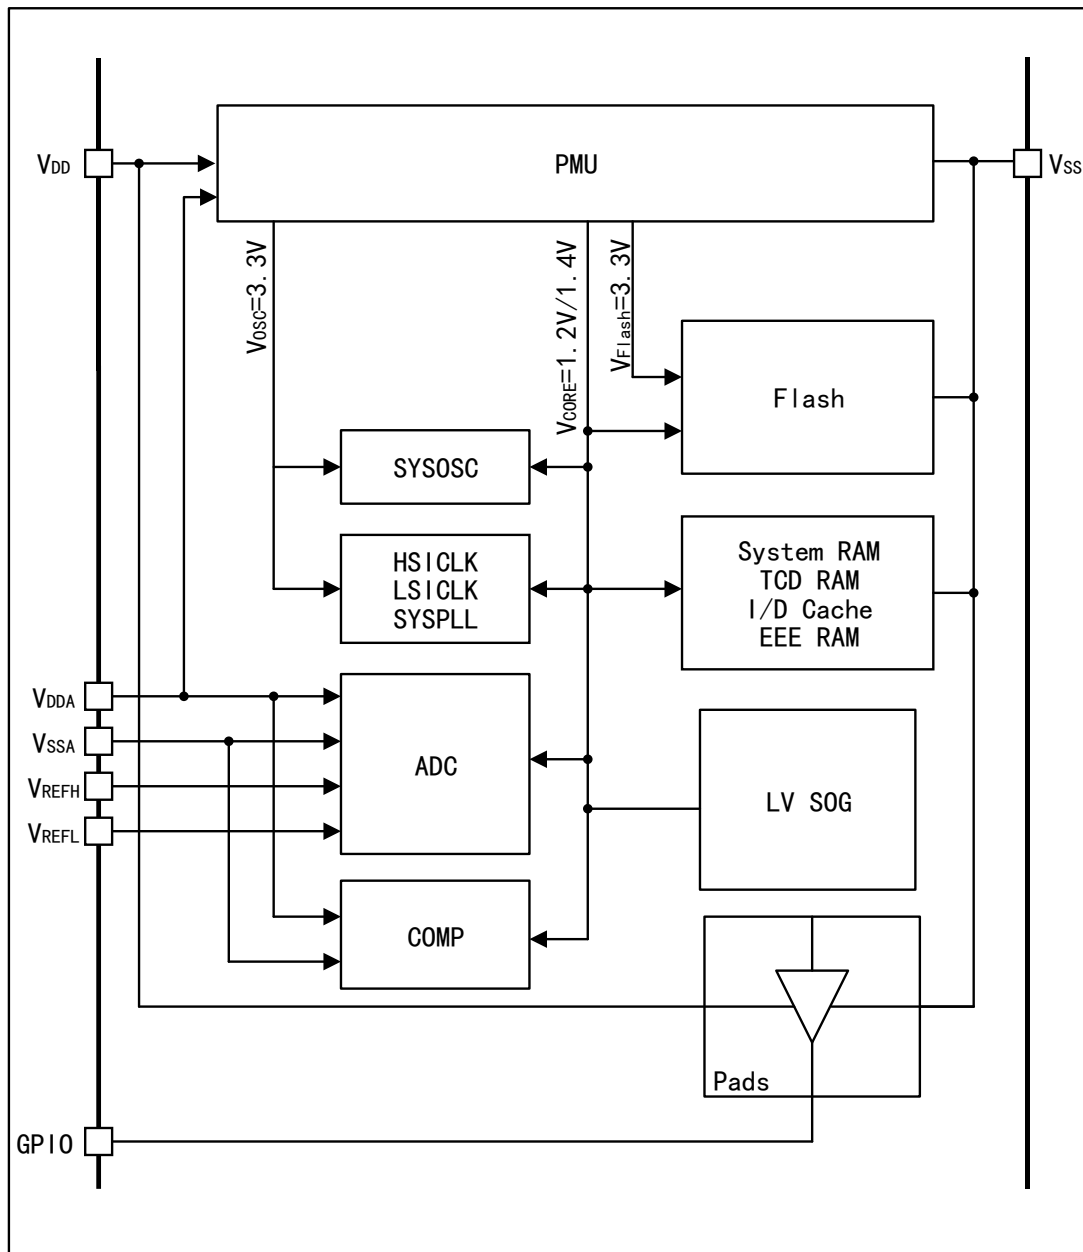 VDD
PMU
VSS
VOSC=3.3V
VCORE=1.2V/1.4V
VFlash=3.3V
Flash
SYSOSC
HSICLK
LSICLK
SYSPLL
System RAM
TCD RAM
I/D Cache
EEE RAM
VDDA
VSSA
VREFH
VREFL
ADC
LV SOG
COMP
Pads
GPIO